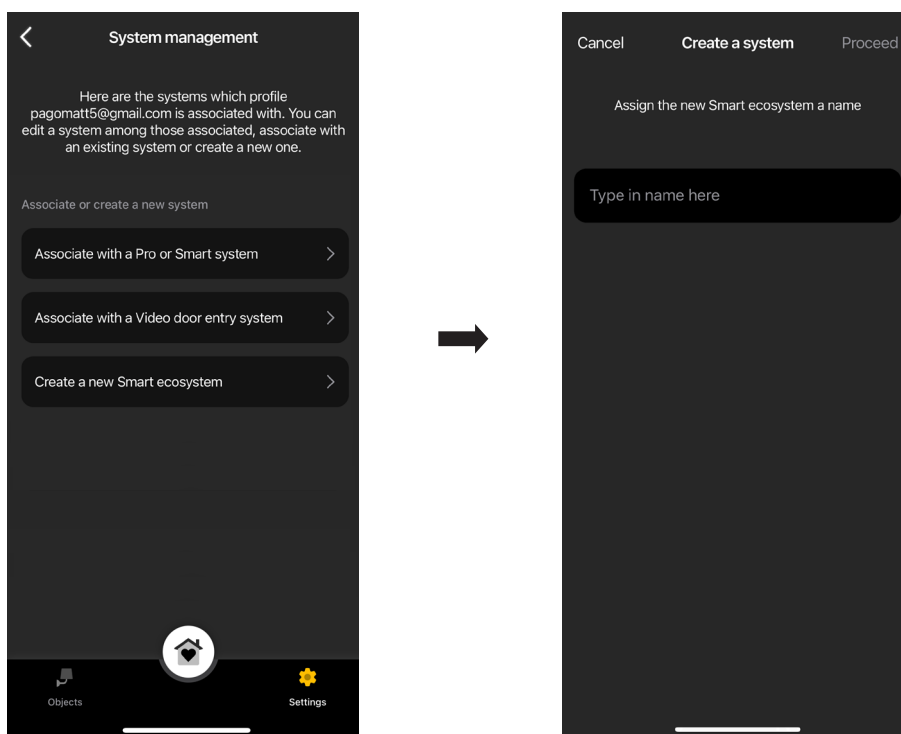 System management
Here are the systems which profile
pagomatt5@gmail.com is associated with. You can
edit a system among those associated, associate with
an existing system or create a new one.
Associate or create a new system
Associate with a Pro or Smart system
Associate with a Video door entry system
Create a new Smart ecosystem
Objects
Settings
Cancel
Create a system
Proceed
Assign the new Smart ecosystem a name
Type in name here